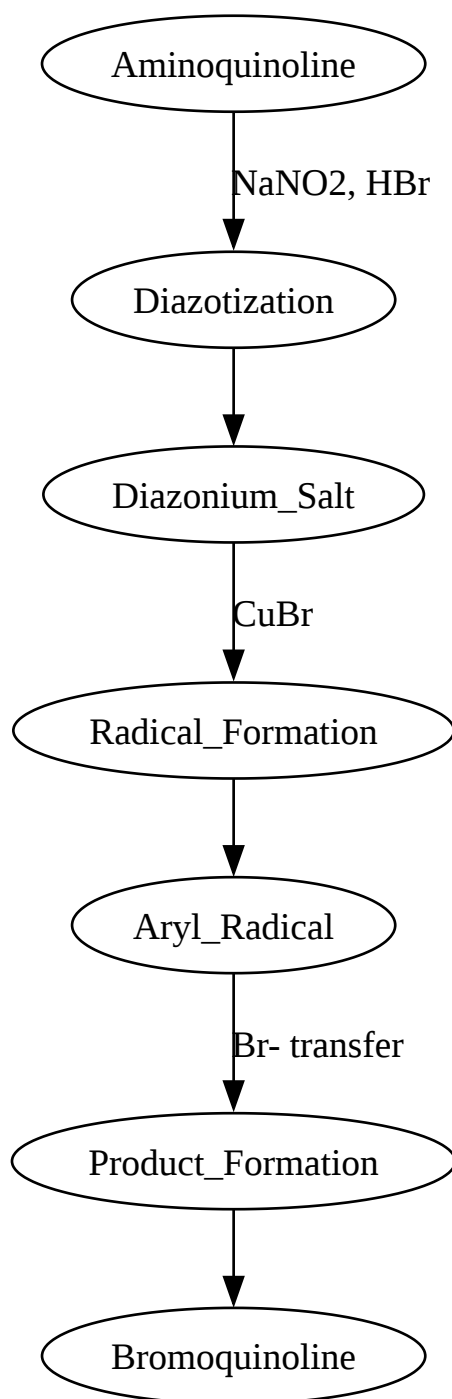 Aminoquinoline
NaNO2, HBr
Diazotization
Diazonium_Salt
CuBr
Radical_Formation
Aryl_Radical
Br- transfer
Product_Formation
Bromoquinoline